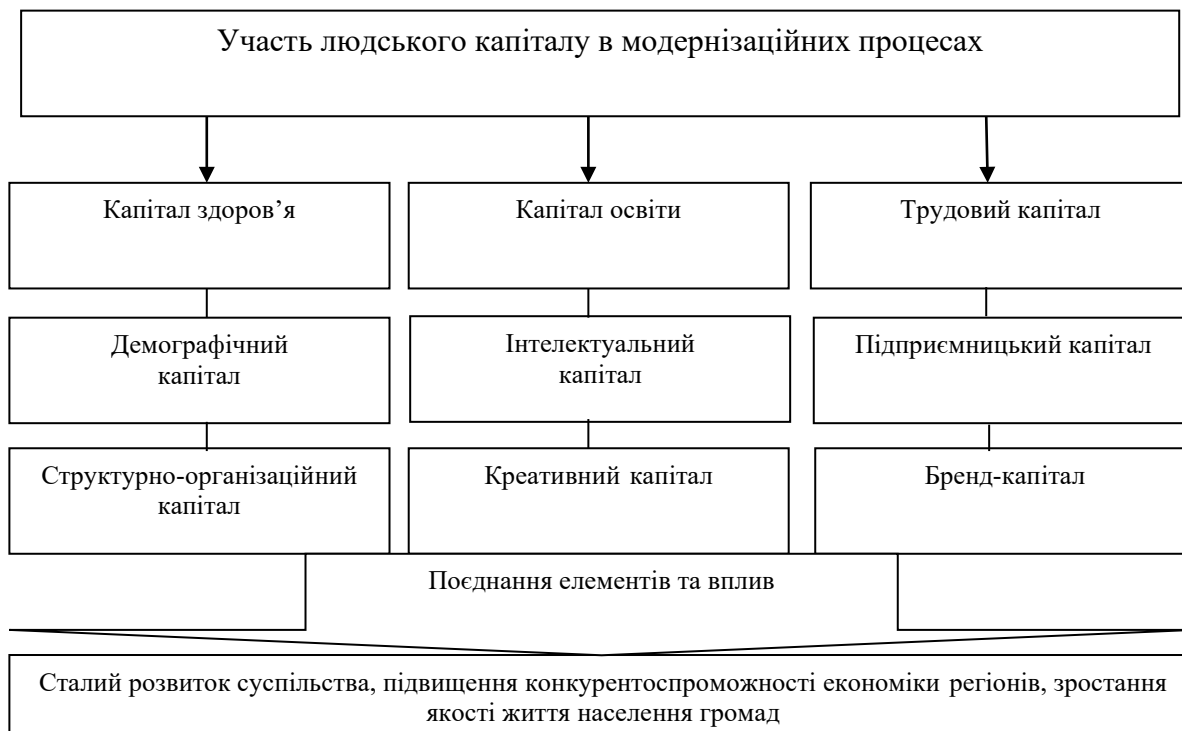 Участь людського капіталу в модернізаційних процесах
Капітал здоров’я
Капітал освіти
Трудовий капітал
Демографічний
капітал
Інтелектуальний
капітал
Підприємницький капітал
Структурно-організаційний
капітал
Креативний капітал
Бренд-капітал
Поєднання елементів та вплив
Сталий розвиток суспільства, підвищення конкурентоспроможності економіки регіонів, зростання
якості життя населення громад